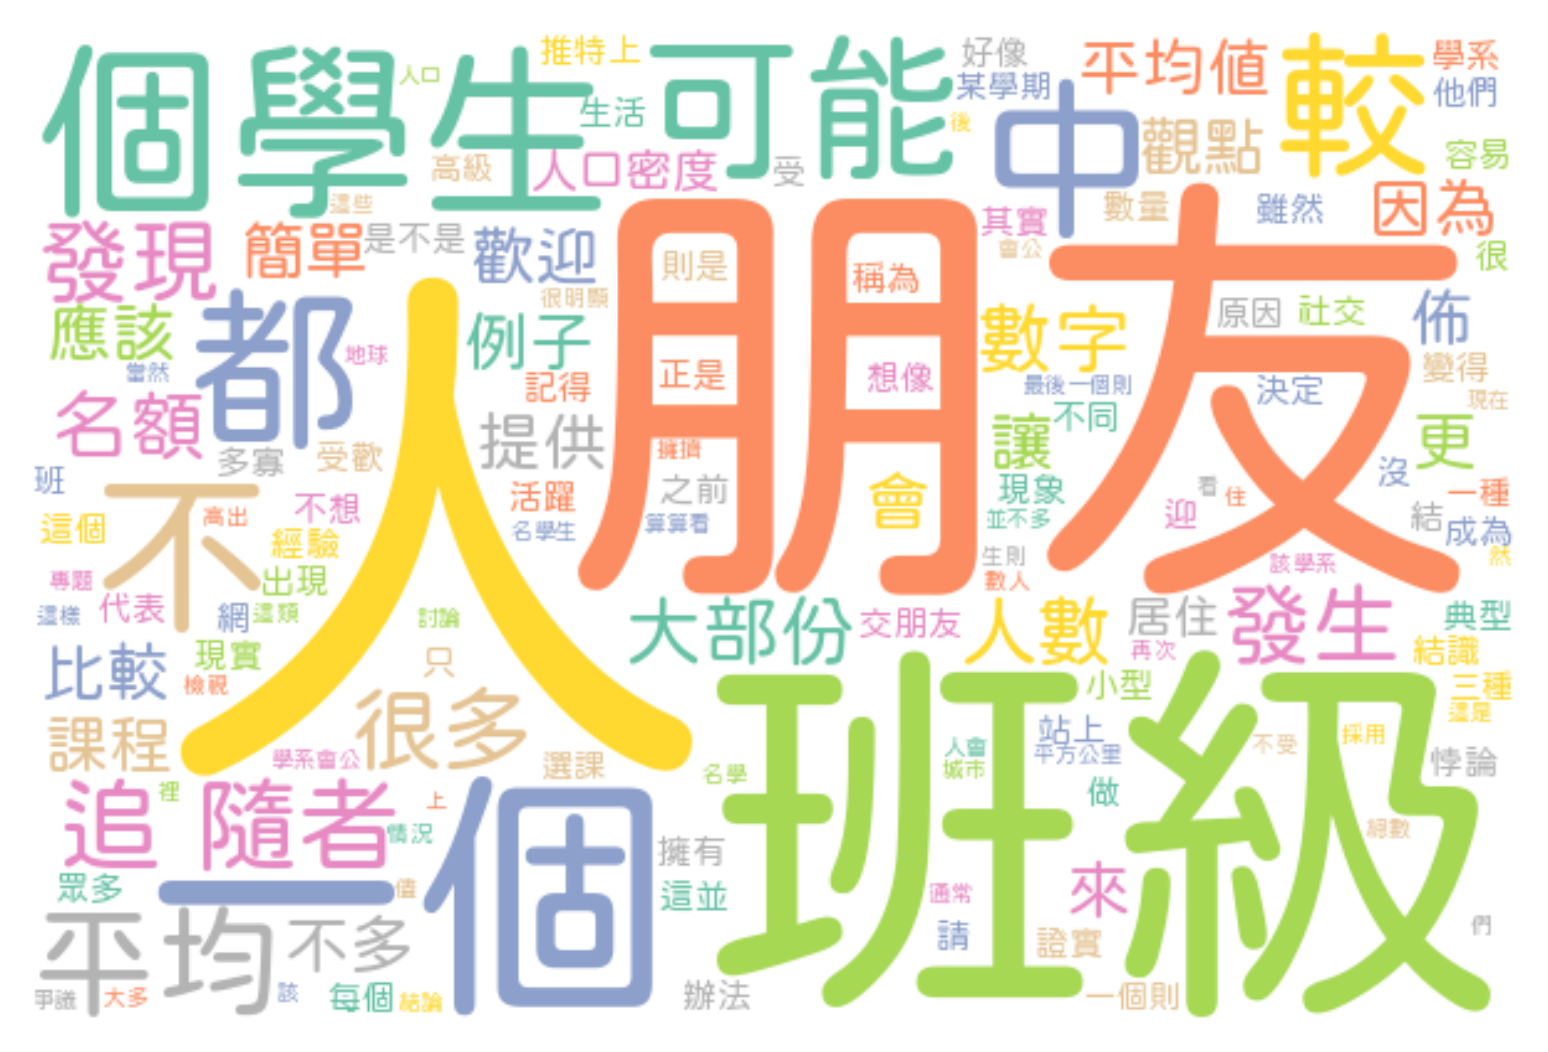 個學生
人口
推特上
生活
可能
好像
某學期
平均值
較
學系
他們
高級
人口密度
受
後
中
觀點
容易
這些
數量
雖然
因為
發現
簡單
是不是
歡迎
朋友
則是
稱為
其實
會公
很
應該
都
很明顯
例子
數字
原因
社交
佈
當然
地球
記得
正是
想像
最後一個則
決定
變得
現在
名額
人
提供
擁擠
讓
不同
更
多寡
受歡
班
不
不想
活躍
之前
會
現象
看
住
沒
一種
高出
這個
經驗
名學生
算算看
並不多
迎
結
成為
專題
出現
生則
數人
該學系
然
這樣
代表
網
這類
討論
大部份
交朋友
人數
居住
發生
典型
再次
結識
比較
現實
檢視
只
班級
小型
三種
這是
課程
很多
站上
平方公里
人會
城市
不受
採用
悖論
學系會公
選課
名學
做
追隨者
裡
上
情況
擁有
細數
眾多
一個
值
這並
通常
來
平均
不多
請
證實
們
爭議
大多
該
每個
結論
辦法
一個則